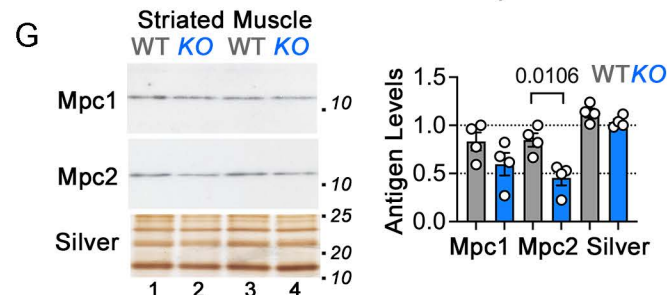 G
Striated Muscle
WT KO WT KO
Mpc1
10
Mpc2
10
Silver
25
20
10
1 2 3 4
0.0106
WT KO
Antigen Levels
1.5
1.0
0.5
0.0
Mpc1 Mpc2 Silver